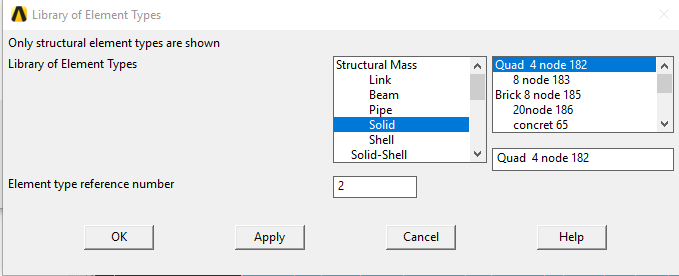 Library of Element Types
Only structural element types are shown
Library of Element Types
Structural Mass
Link
Beam
Pipe
Solid
Shell
Solid-Shell
Quad 4 node 182
8 node 183
Brick 8 node 185
20node 186
concret 65
Quad 4 node 182
Element type reference number
2
OK
Apply
Cancel
Help